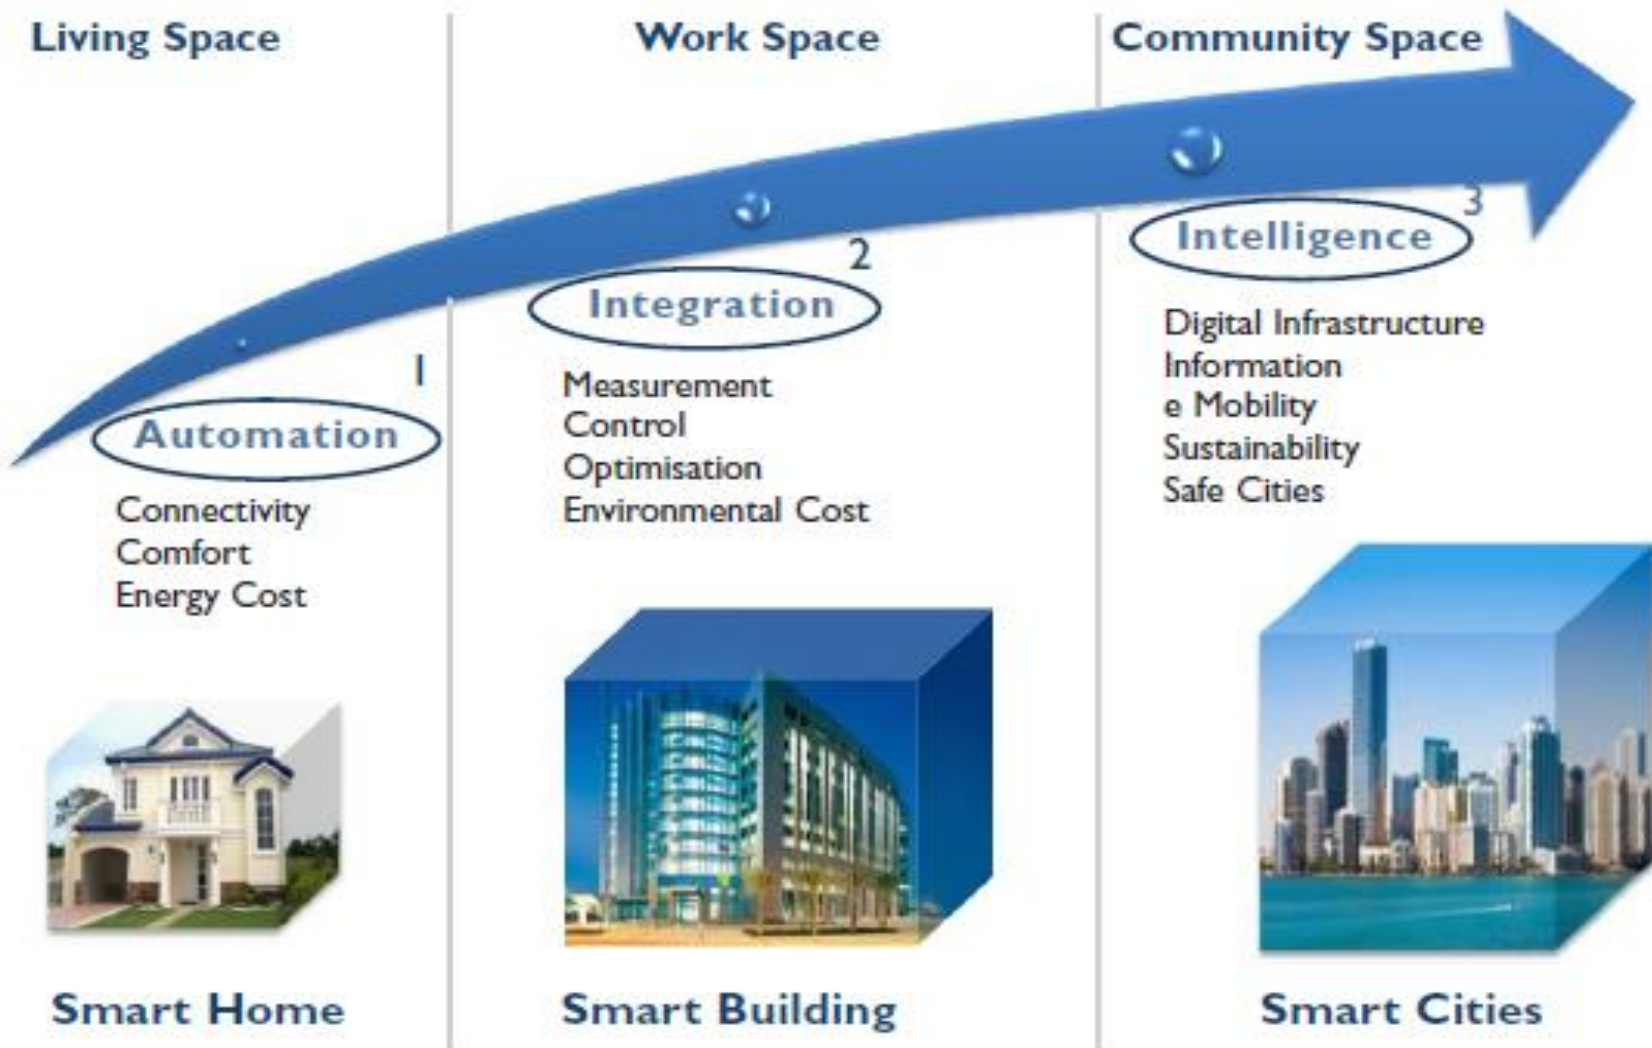 Living Space
Work Space
Community Space
1
Automation
Connectivity
Comfort
Energy Cost
2
Integration
Measurement
Control
Optimisation
Environmental Cost
3
Intelligence
Digital Infrastructure
Information
e Mobility
Sustainability
Safe Cities
Smart Home
Smart Building
Smart Cities